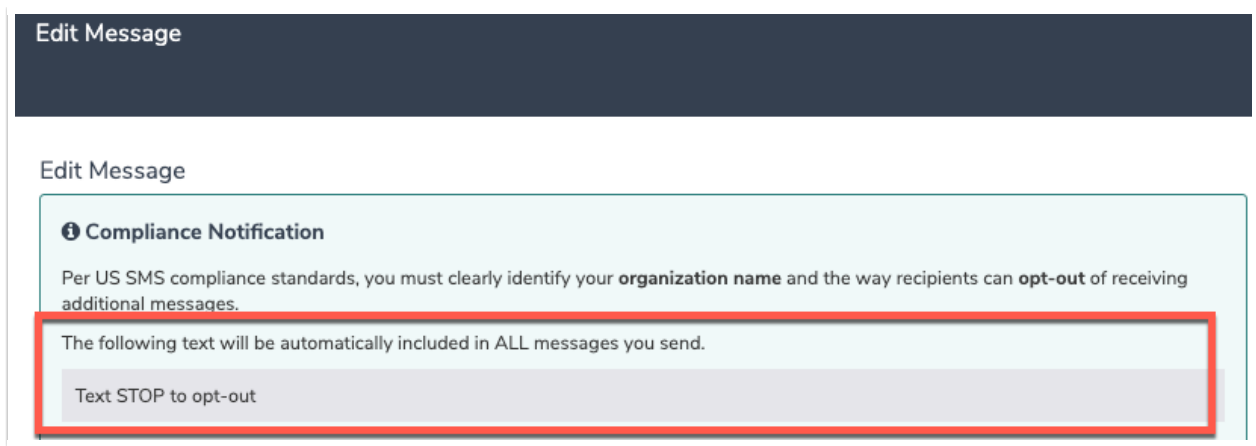 Edit Message
Edit Message
Compliance Notification
Per US SMS compliance standards, you must clearly identify your organization name and the way recipients can opt-out of receiving
additional messages.
The following text will be automatically included in ALL messages you send.
Text STOP to opt-out